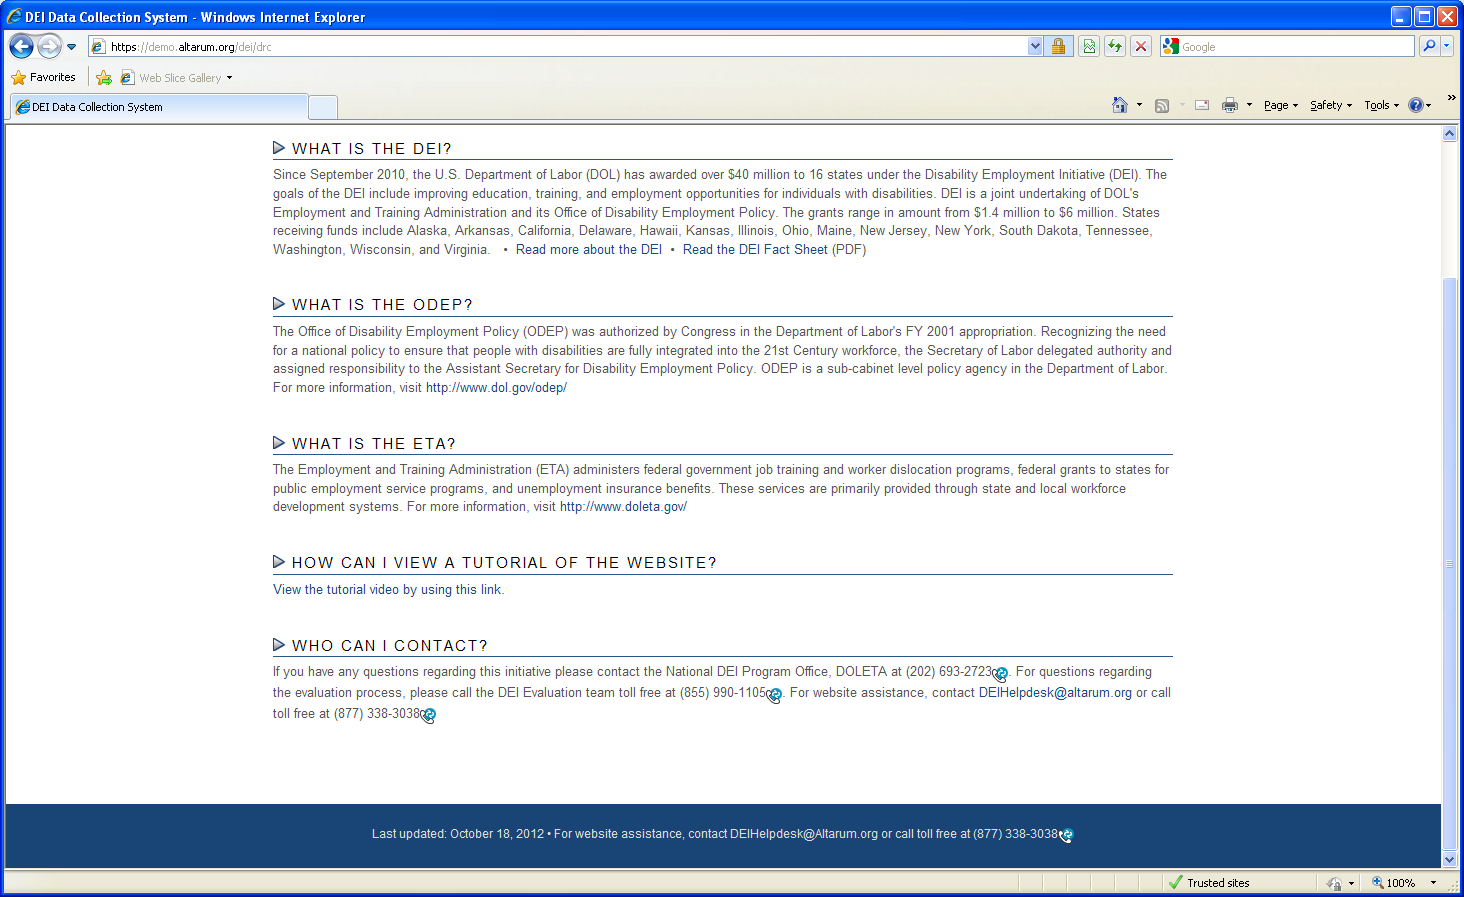 DEI Data Collection System - Windows Internet Explorer
https://demo.altarum.org/dei/drc
Google
Favorites
Web Slice Gallery
DEI Data Collection System
Page
Safety
Tools
WHAT IS THE DEI?
Since September 2010, the U.S. Department of Labor (DOL) has awarded over $40 million to 16 states under the Disability Employment Initiative (DEI). The
goals of the DEI include improving education, training, and employment opportunities for individuals with disabilities. DEI is a joint undertaking of DOL's
Employment and Training Administration and its Office of Disability Employment Policy. The grants range in amount from $1.4 million to $6 million. States
receiving funds include Alaska, Arkansas, California, Delaware, Hawaii, Kansas, Illinois, Ohio, Maine, New Jersey, New York, South Dakota, Tennessee,
Washington, Wisconsin, and Virginia. • Read more about the DEI • Read the DEI Fact Sheet (PDF)
WHAT IS THE ODEP?
The Office of Disability Employment Policy (ODEP) was authorized by Congress in the Department of Labor's FY 2001 appropriation. Recognizing the need
for a national policy to ensure that people with disabilities are fully integrated into the 21st Century workforce, the Secretary of Labor delegated authority and
assigned responsibility to the Assistant Secretary for Disability Employment Policy. ODEP is a sub-cabinet level policy agency in the Department of Labor.
For more information, visit http://www.dol.gov/odep/
WHAT IS THE ETA?
The Employment and Training Administration (ETA) administers federal government job training and worker dislocation programs, federal grants to states for
public employment service programs, and unemployment insurance benefits. These services are primarily provided through state and local workforce
development systems. For more information, visit http://www.doleta.gov/
HOW CAN I VIEW A TUTORIAL OF THE WEBSITE?
View the tutorial video by using this link.
WHO CAN I CONTACT?
If you have any questions regarding this initiative please contact the National DEI Program Office, DOLETA at (202) 693-2723. For questions regarding
the evaluation process, please call the DEI Evaluation team toll free at (855) 990-1105. For website assistance, contact DEIHelpdesk@altarum.org or call
toll free at (877) 338-3038
Last updated: October 18, 2012 • For website assistance, contact DEIHelpdesk@Altarum.org or call toll free at (877) 338-3038
Trusted sites
100%